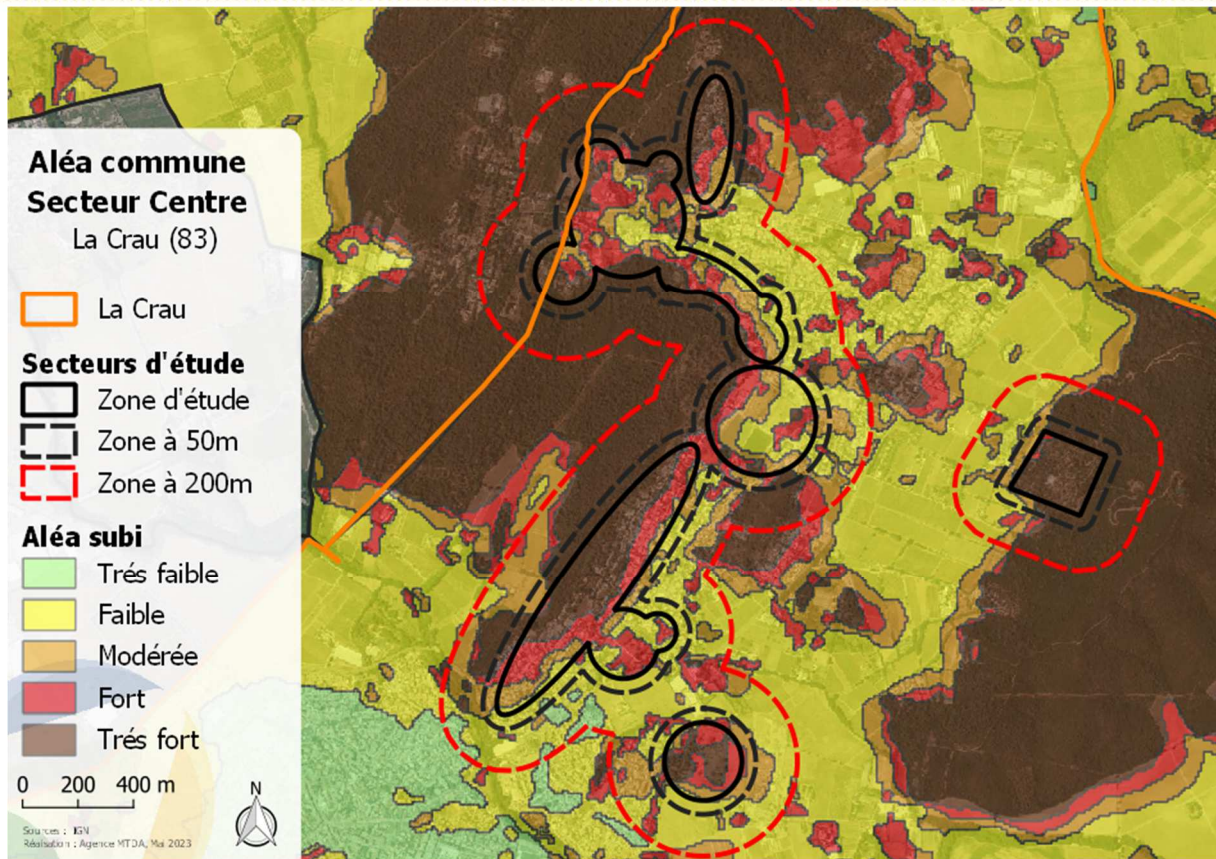 Aléa commune
Secteur Centre
La Crau (83)
La Crau
Secteurs d'étude
Zone d'étude
Zone à 50m
Zone à 200m
Aléa subi
Trés faible
Faible
Modérée
Fort
Trés fort
0 200 400 m
N
Sources : IGN
Réalisation : Agence MTDA, Mai 2023